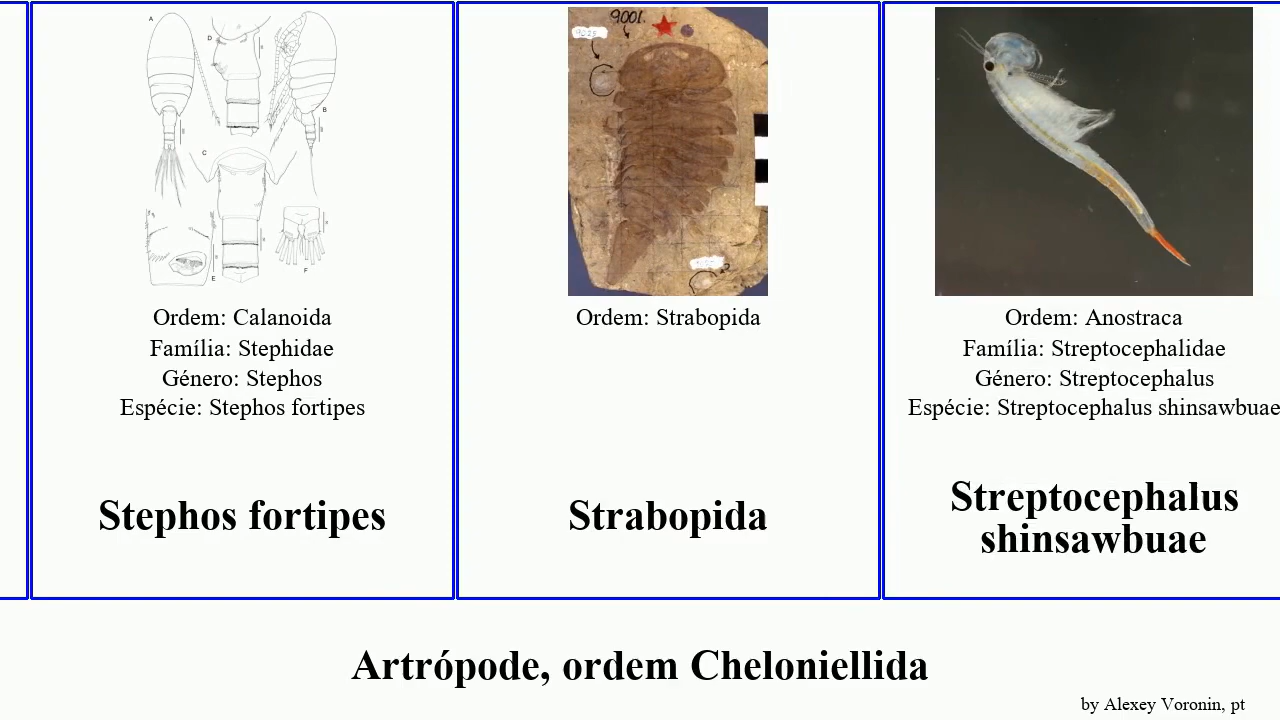 A
D
B
C
E
F
9001.
Ordem: Calanoida
Família: Stephidae
Género: Stephos
Espécie: Stephos fortipes
Stephos fortipes
Ordem: Strabopida
Strabopida
Ordem: Anostraca
Família: Streptocephalidae
Género: Streptocephalus
Espécie: Streptocephalus shinsawbuae
Streptocephalus
shinsawbuae
Artrópode, ordem Cheloniellida
by Alexey Voronin, pt